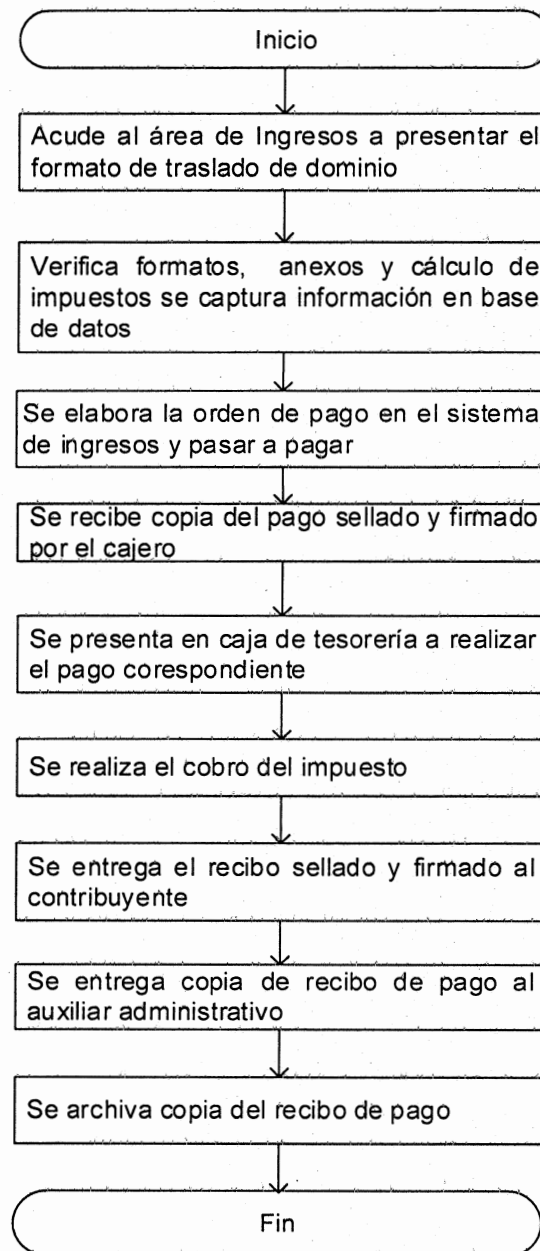 Inicio
Acude al área de Ingresos a presentar el
formato de traslado de dominio
Verifica formatos, anexos y cálculo de
impuestos se captura información en base
de datos
Se elabora la orden de pago en el sistema
de ingresos y pasar a pagar
Se recibe copia del pago sellado y firmado
por el cajero
Se presenta en caja de tesorería a realizar
el pago corespondiente
Se realiza el cobro del impuesto
Se entrega el recibo sellado y firmado al
contribuyente
Se entrega copia de recibo de pago al
auxiliar administrativo
Se archiva copia del recibo de pago
Fin